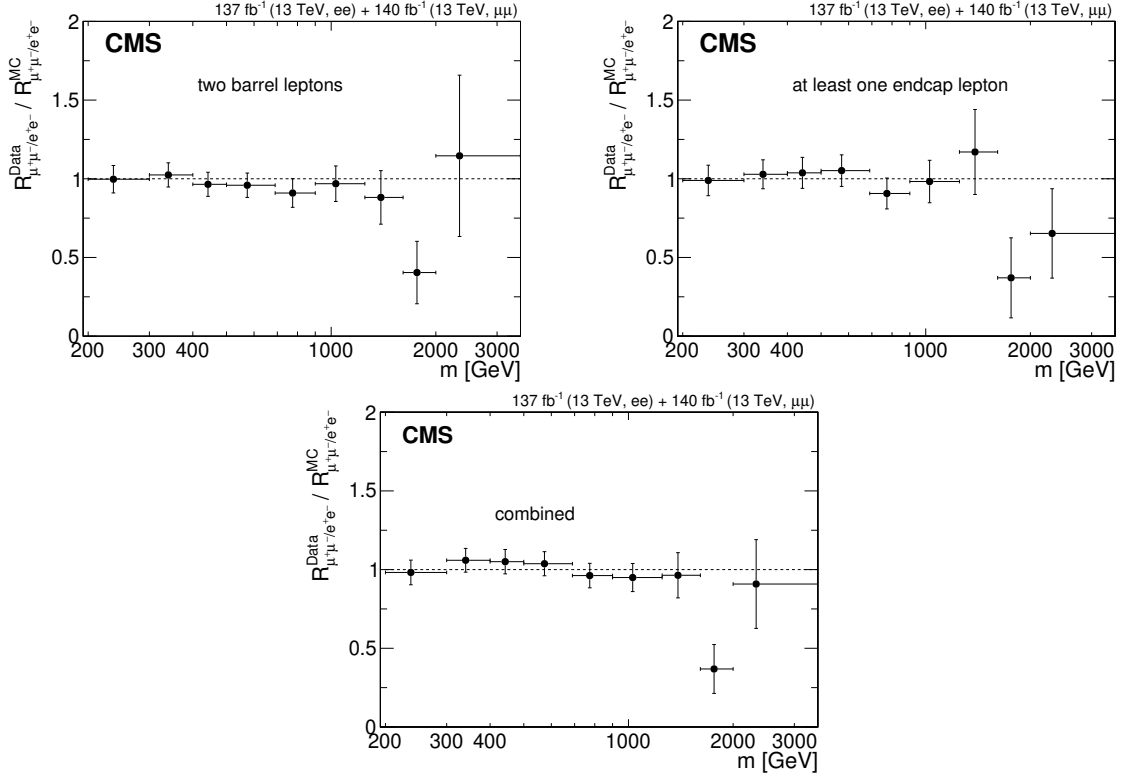 137 fb⁻¹ (13 TeV, ee) + 140 fb⁻¹ (13 TeV, μμ)
CMS
two barrel leptons
R^Data_μ⁺μ⁻/e⁺e⁻ / R^MC_μ⁺μ⁻/e⁺e⁻
2
1.5
1
0.5
0
200 300 400 1000 2000 3000
m [GeV]
137 fb⁻¹ (13 TeV, ee) + 140 fb⁻¹ (13 TeV, μμ)
CMS
at least one endcap lepton
R^Data_μ⁺μ⁻/e⁺e⁻ / R^MC_μ⁺μ⁻/e⁺e⁻
2
1.5
1
0.5
0
200 300 400 1000 2000 3000
m [GeV]
137 fb⁻¹ (13 TeV, ee) + 140 fb⁻¹ (13 TeV, μμ)
CMS
combined
R^Data_μ⁺μ⁻/e⁺e⁻ / R^MC_μ⁺μ⁻/e⁺e⁻
2
1.5
1
0.5
0
200 300 400 1000 2000 3000
m [GeV]